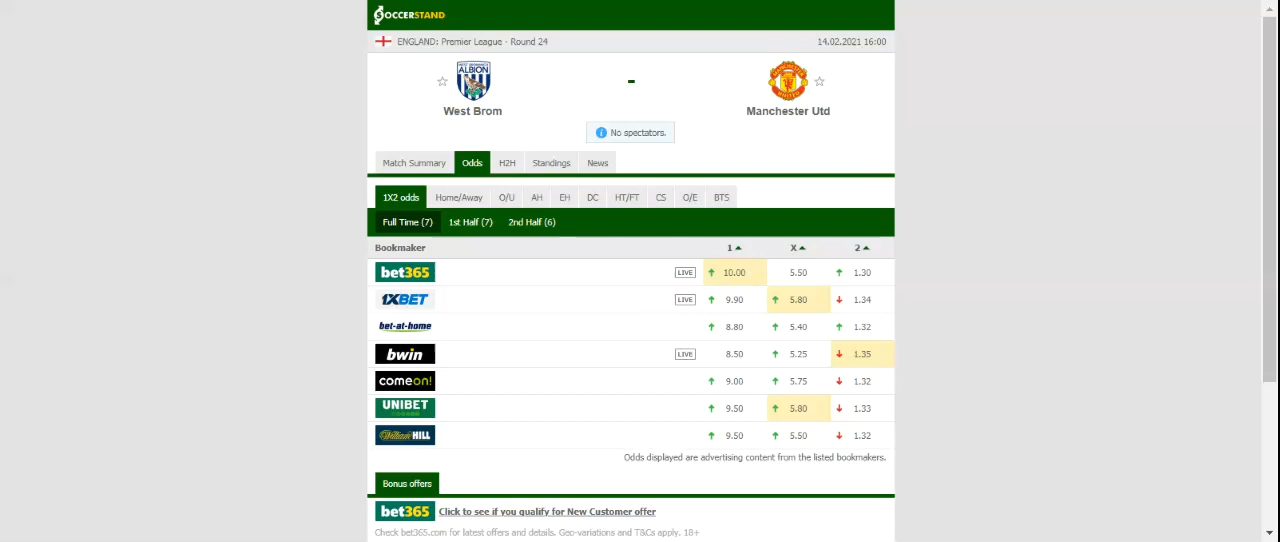 SOCCERSTAND
ENGLAND: Premier League - Round 24 14.02.2021 16:00
ALBION
-
West Brom Manchester Utd
No spectators.
Match Summary Odds H2H Standings News
1X2 odds Home/Away O/U AH EH DC HT/FT CS O/E BTS
Full Time (7) 1st Half (7) 2nd Half (6)
Bookmaker 1 X 2
bet365 LIVE 10.00 5.50 1.30
1XBET LIVE 9.90 5.80 1.34
bet-at-home 8.80 5.40 1.32
bwin LIVE 8.50 5.25 1.35
comeon! 9.00 5.75 1.32
UNIBET 9.50 5.80 1.33
William HILL 9.50 5.50 1.32
Odds displayed are advertising content from the listed bookmakers.
Bonus offers
bet365 Click to see if you qualify for New Customer offer
Check bet365.com for latest offers and details. Geo-variations and T&Cs apply. 18+